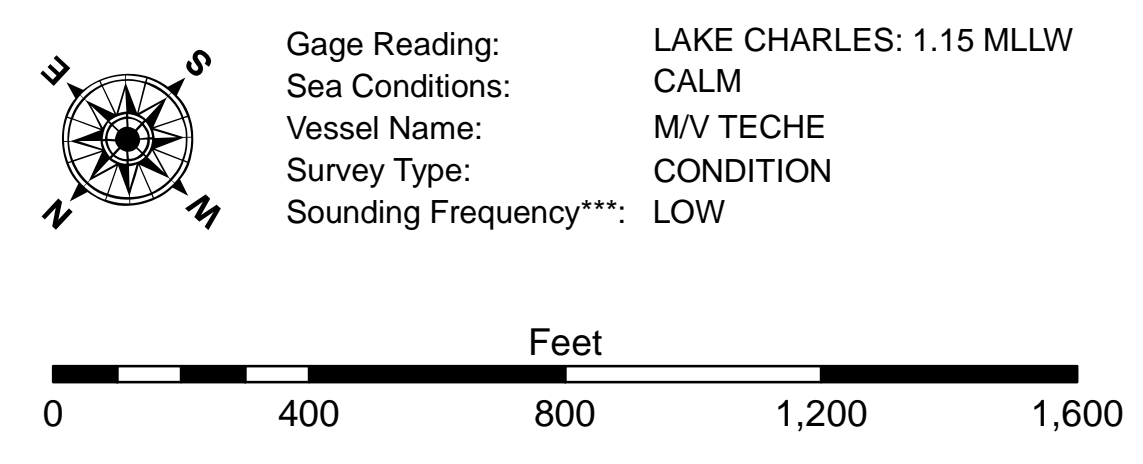 E S
N W
Gage Reading: LAKE CHARLES: 1.15 MLLW
Sea Conditions: CALM
Vessel Name: M/V TECHE
Survey Type: CONDITION
Sounding Frequency***: LOW
Feet
0 400 800 1,200 1,600